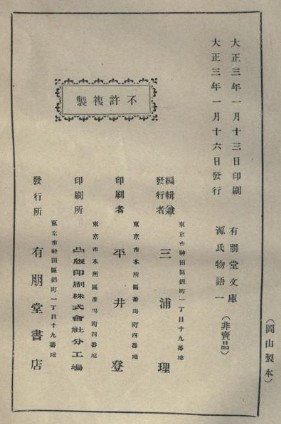 大正三年一月十三日印刷
大正三年一月十六日發行
有朋堂文庫
源氏物語一
(非賣品)
(岡山製本)
不許複製
東京市神田區錦町一丁目十九番地
編輯兼
發行者
三浦理
東京市本所區番場町四番地
印刷者
平井登
東京市本所區番場町四番地
印刷所
凸版印刷株式會社分工場
東京市神田區錦町一丁目十九番地
發行所
有朋堂書店